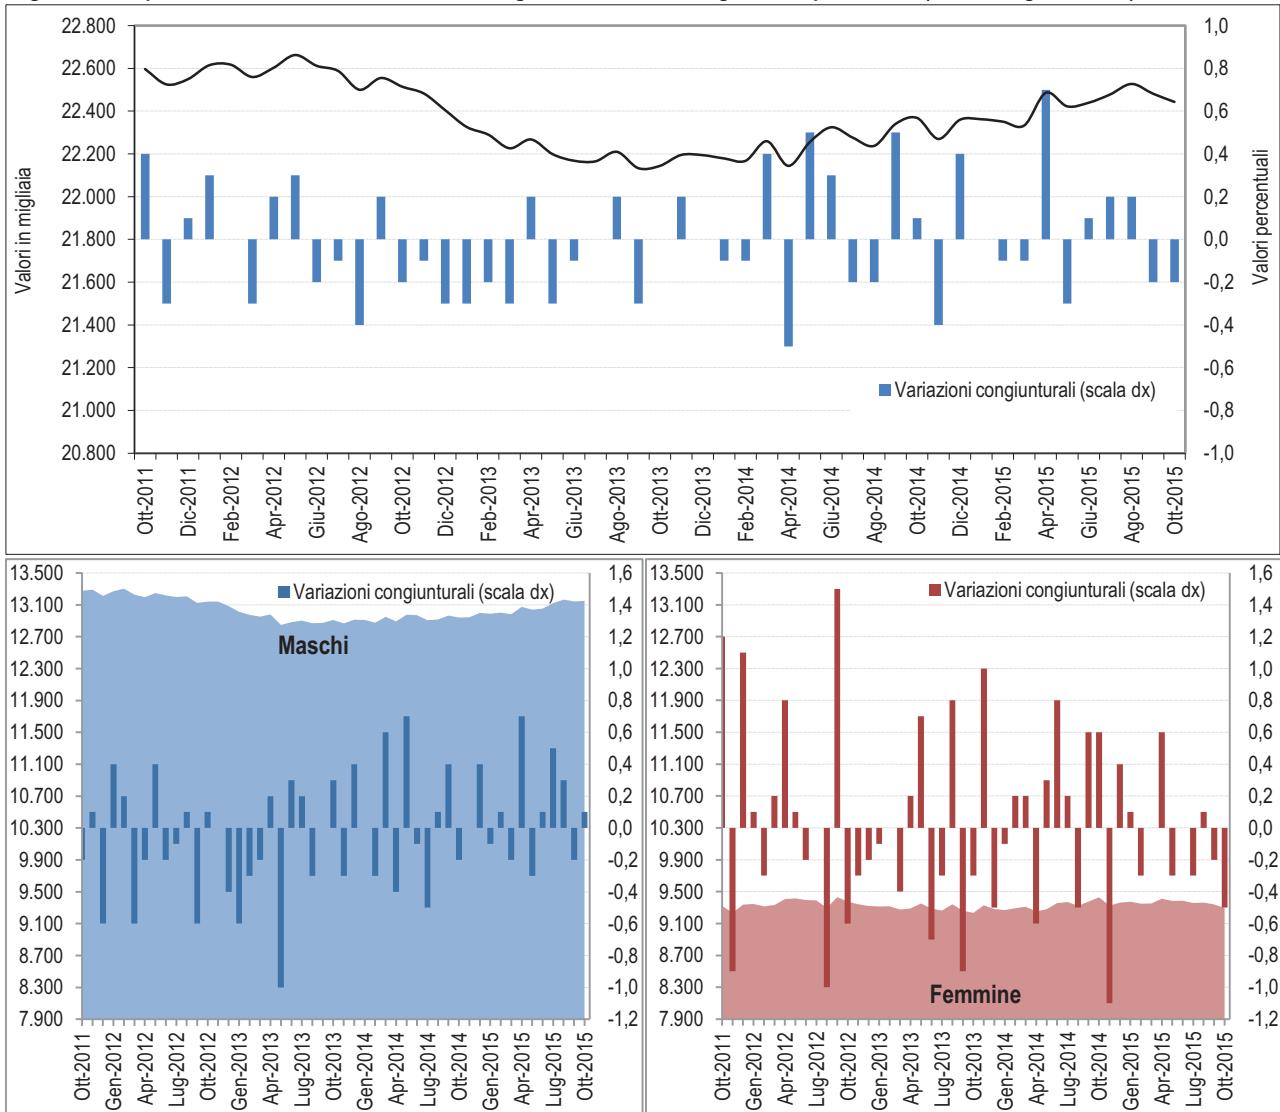 22.800
22.600
22.400
22.200
22.000
21.800
21.600
21.400
21.200
21.000
20.800
Valori in migliaia
1,0
0,8
0,6
0,4
0,2
0,0
-0,2
-0,4
-0,6
-0,8
-1,0
Valori percentuali
Variazioni congiunturali (scala dx)
Ott-2011
Dic-2011
Feb-2012
Apr-2012
Giu-2012
Ago-2012
Ott-2012
Dic-2012
Feb-2013
Apr-2013
Giu-2013
Ago-2013
Ott-2013
Dic-2013
Feb-2014
Apr-2014
Giu-2014
Ago-2014
Ott-2014
Dic-2014
Feb-2015
Apr-2015
Giu-2015
Ago-2015
Ott-2015
13.500
13.100
12.700
12.300
11.900
11.500
11.100
10.700
10.300
9.900
9.500
9.100
8.700
8.300
7.900
Variazioni congiunturali (scala dx)
Maschi
1,6
1,4
1,2
1,0
0,8
0,6
0,4
0,2
0,0
-0,2
-0,4
-0,6
-0,8
-1,0
-1,2
Ott-2011
Gen-2012
Apr-2012
Lug-2012
Ott-2012
Gen-2013
Apr-2013
Lug-2013
Ott-2013
Gen-2014
Apr-2014
Lug-2014
Ott-2014
Gen-2015
Apr-2015
Lug-2015
Ott-2015
13.500
13.100
12.700
12.300
11.900
11.500
11.100
10.700
10.300
9.900
9.500
9.100
8.700
8.300
7.900
Variazioni congiunturali (scala dx)
Femmine
1,6
1,4
1,2
1,0
0,8
0,6
0,4
0,2
0,0
-0,2
-0,4
-0,6
-0,8
-1,0
-1,2
Ott-2011
Gen-2012
Apr-2012
Lug-2012
Ott-2012
Gen-2013
Apr-2013
Lug-2013
Ott-2013
Gen-2014
Apr-2014
Lug-2014
Ott-2014
Gen-2015
Apr-2015
Lug-2015
Ott-2015